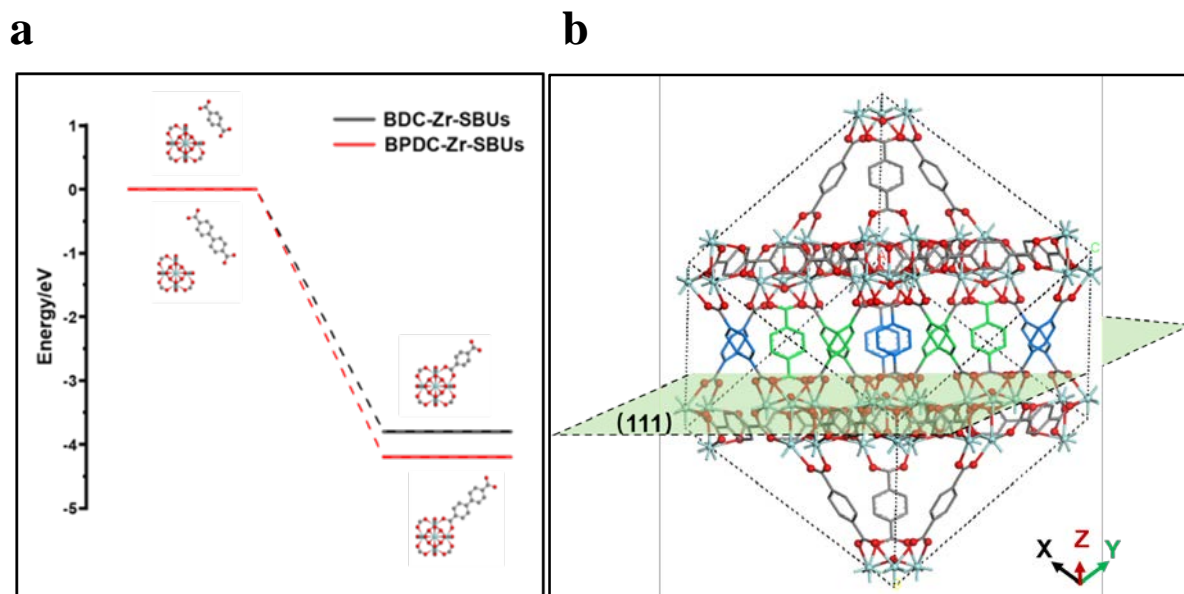 a
b
1
0
-1
-2
-3
-4
-5
Energy/eV
BDC-Zr-SBUs
BPDC-Zr-SBUs
(111)
c
X
Z
Y